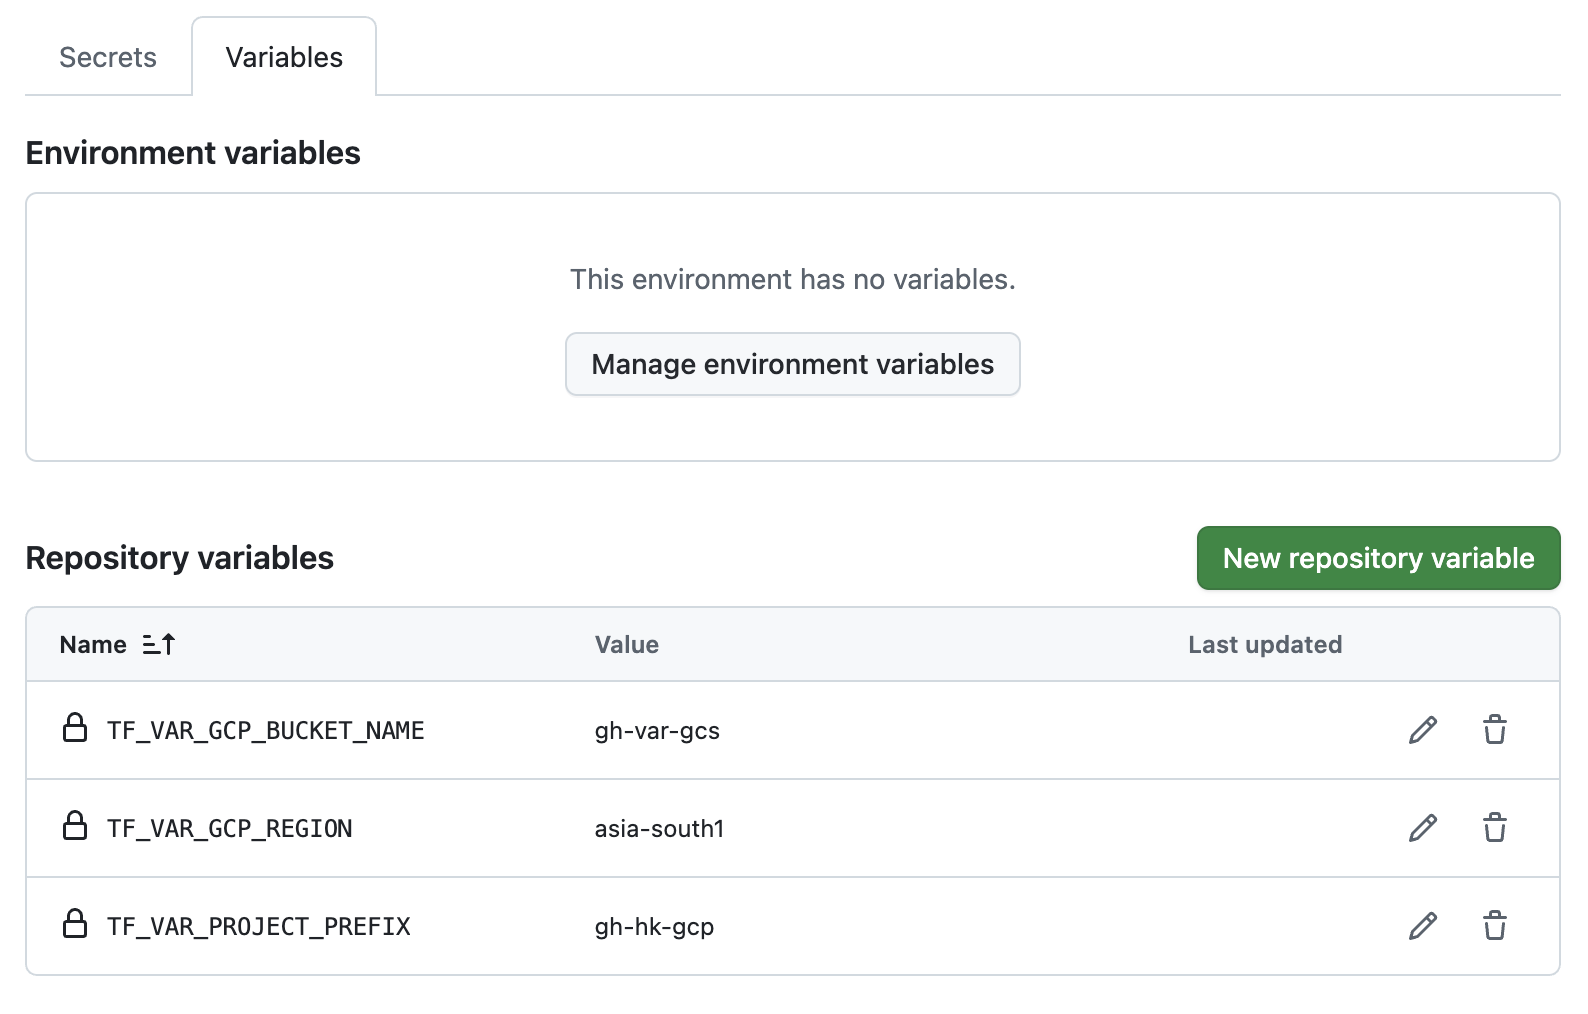 Secrets Variables
Environment variables
This environment has no variables.
Manage environment variables
Repository variables New repository variable
Name Value Last updated
TF_VAR_GCP_BUCKET_NAME gh-var-gcs
TF_VAR_GCP_REGION asia-south1
TF_VAR_PROJECT_PREFIX gh-hk-gcp